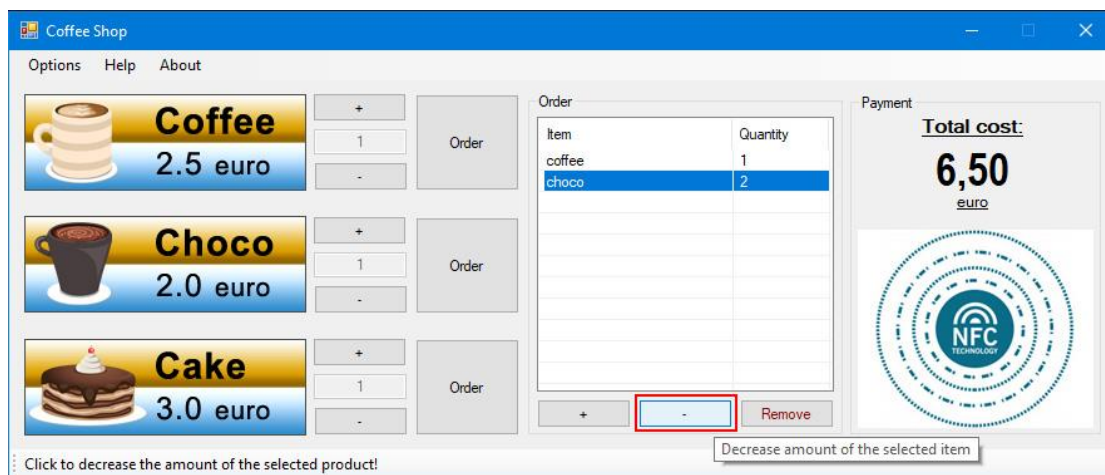 Coffee Shop
Options Help About
Coffee
2.5 euro
+
1
-
Order
Choco
2.0 euro
+
1
-
Order
Cake
3.0 euro
+
1
-
Order
Order
Item Quantity
coffee 1
choco 2
+ - Remove
Payment
Total cost:
6,50
euro
NFC
TECHNOLOGY
Decrease amount of the selected item
Click to decrease the amount of the selected product!